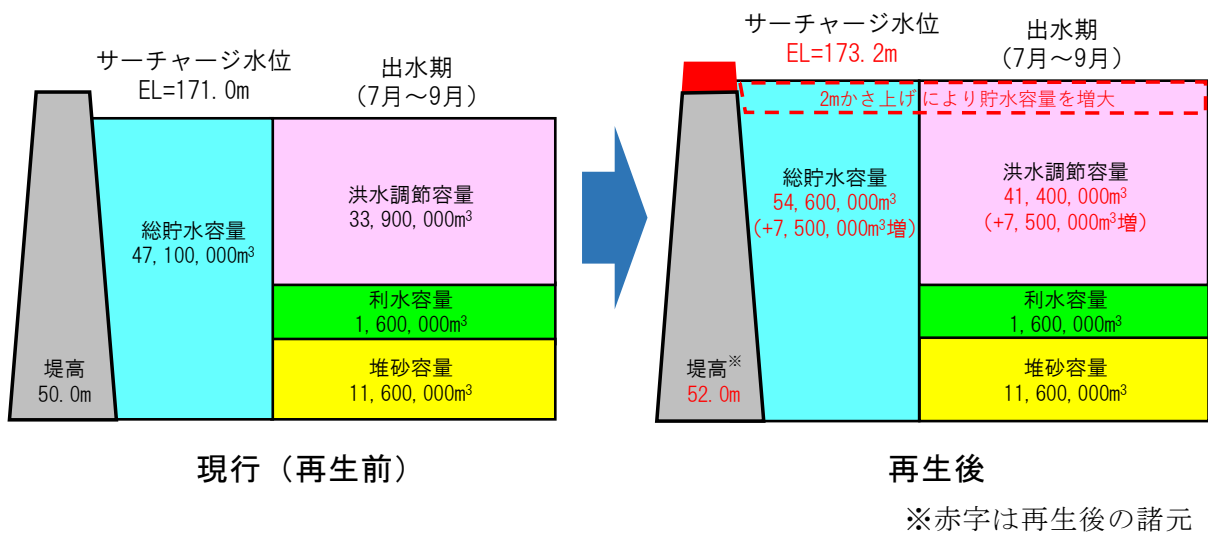 サーチャージ水位
EL=171.0m
出水期
(7月～9月)
総貯水容量
47,100,000m³
洪水調節容量
33,900,000m³
利水容量
1,600,000m³
堆砂容量
11,600,000m³
堤高
50.0m
現行（再生前）
サーチャージ水位
EL=173.2m
出水期
(7月～9月)
2mかさ上げにより貯水容量を増大
総貯水容量
54,600,000m³
(+7,500,000m³増)
洪水調節容量
41,400,000m³
(+7,500,000m³増)
利水容量
1,600,000m³
堆砂容量
11,600,000m³
堤高※
52.0m
再生後
※赤字は再生後の諸元